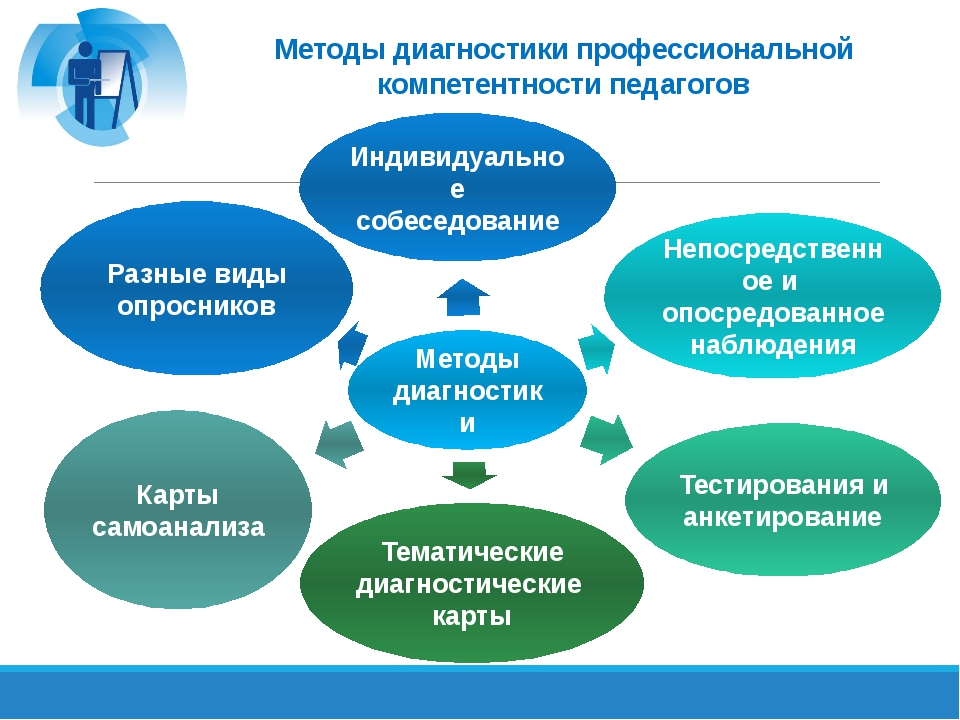 Методы диагностики профессиональной
компетентности педагогов
Индивидуально
е
собеседование
Разные виды
опросников
Непосредственн
ое и
опосредованное
наблюдения
Методы
диагностик
и
Карты
самоанализа
Тестирования и
анкетирование
Тематические
диагностические
карты